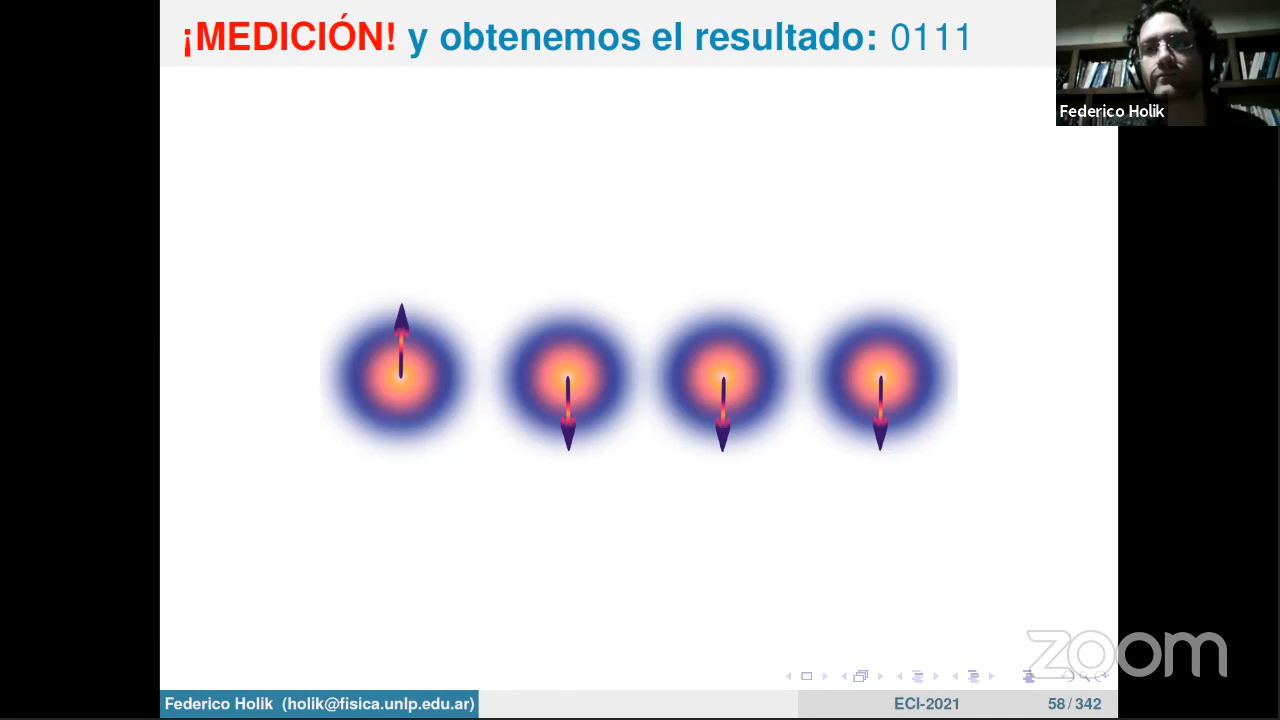 ¡MEDICIÓN! y obtenemos el resultado: 0111
Federico Holik
zoom
Federico Holik (holik@fisica.unlp.edu.ar)
ECI-2021
58 / 342